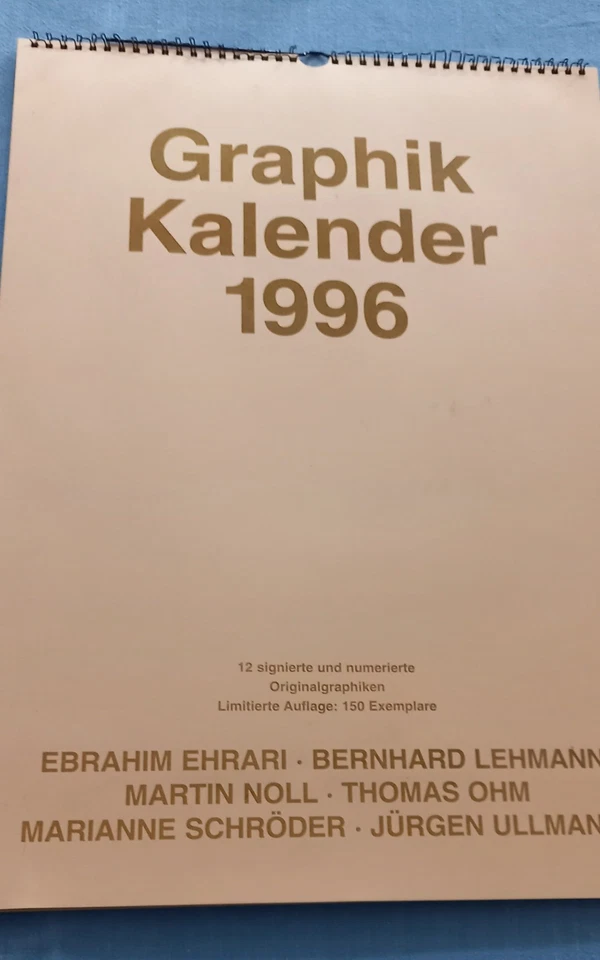 Graphik
Kalender
1996
12 signierte und numerierte
Originalgraphiken
Limitierte Auflage: 150 Exemplare
EBRAHIM EHRARI · BERNHARD LEHMANN
MARTIN NOLL · THOMAS OHM
MARIANNE SCHRÖDER · JÜRGEN ULLMAN